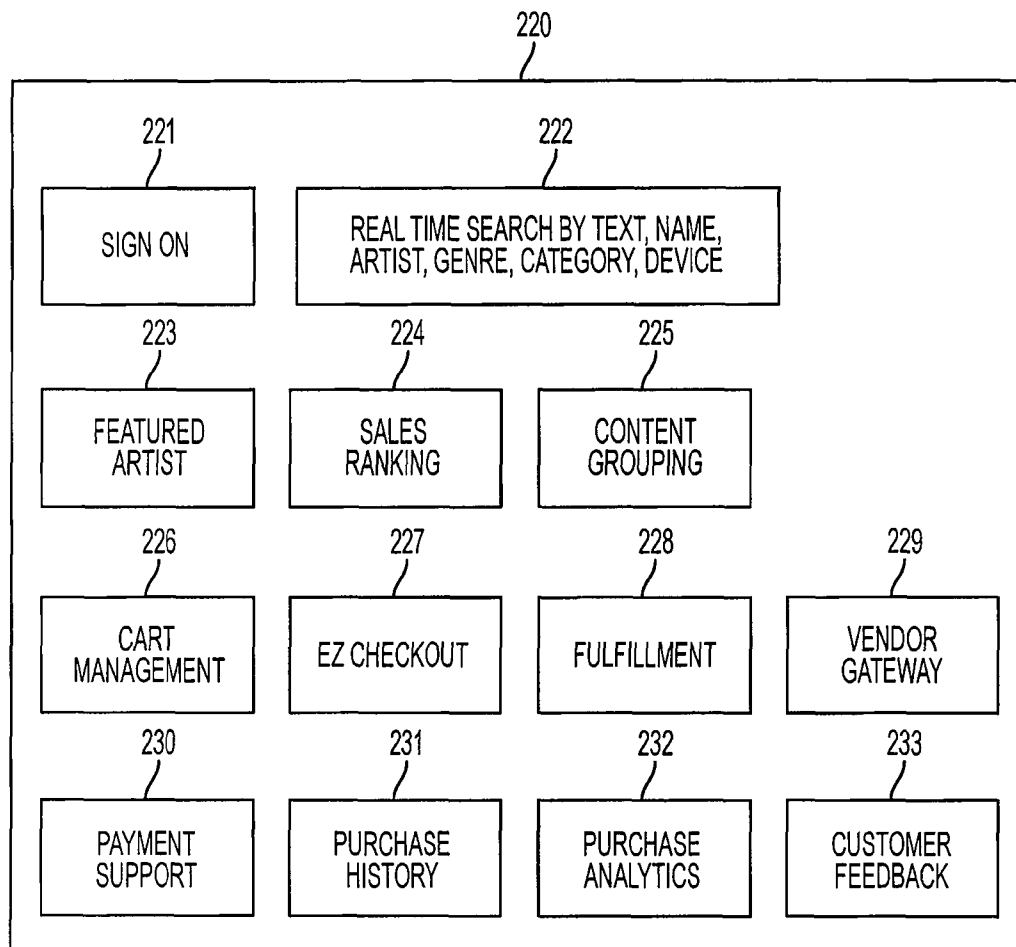 220
221
222
SIGN ON
REAL TIME SEARCH BY TEXT, NAME,
ARTIST, GENRE, CATEGORY, DEVICE
223
224
225
FEATURED
ARTIST
SALES
RANKING
CONTENT
GROUPING
226
227
228
229
CART
MANAGEMENT
EZ CHECKOUT
FULFILLMENT
VENDOR
GATEWAY
230
231
232
233
PAYMENT
SUPPORT
PURCHASE
HISTORY
PURCHASE
ANALYTICS
CUSTOMER
FEEDBACK